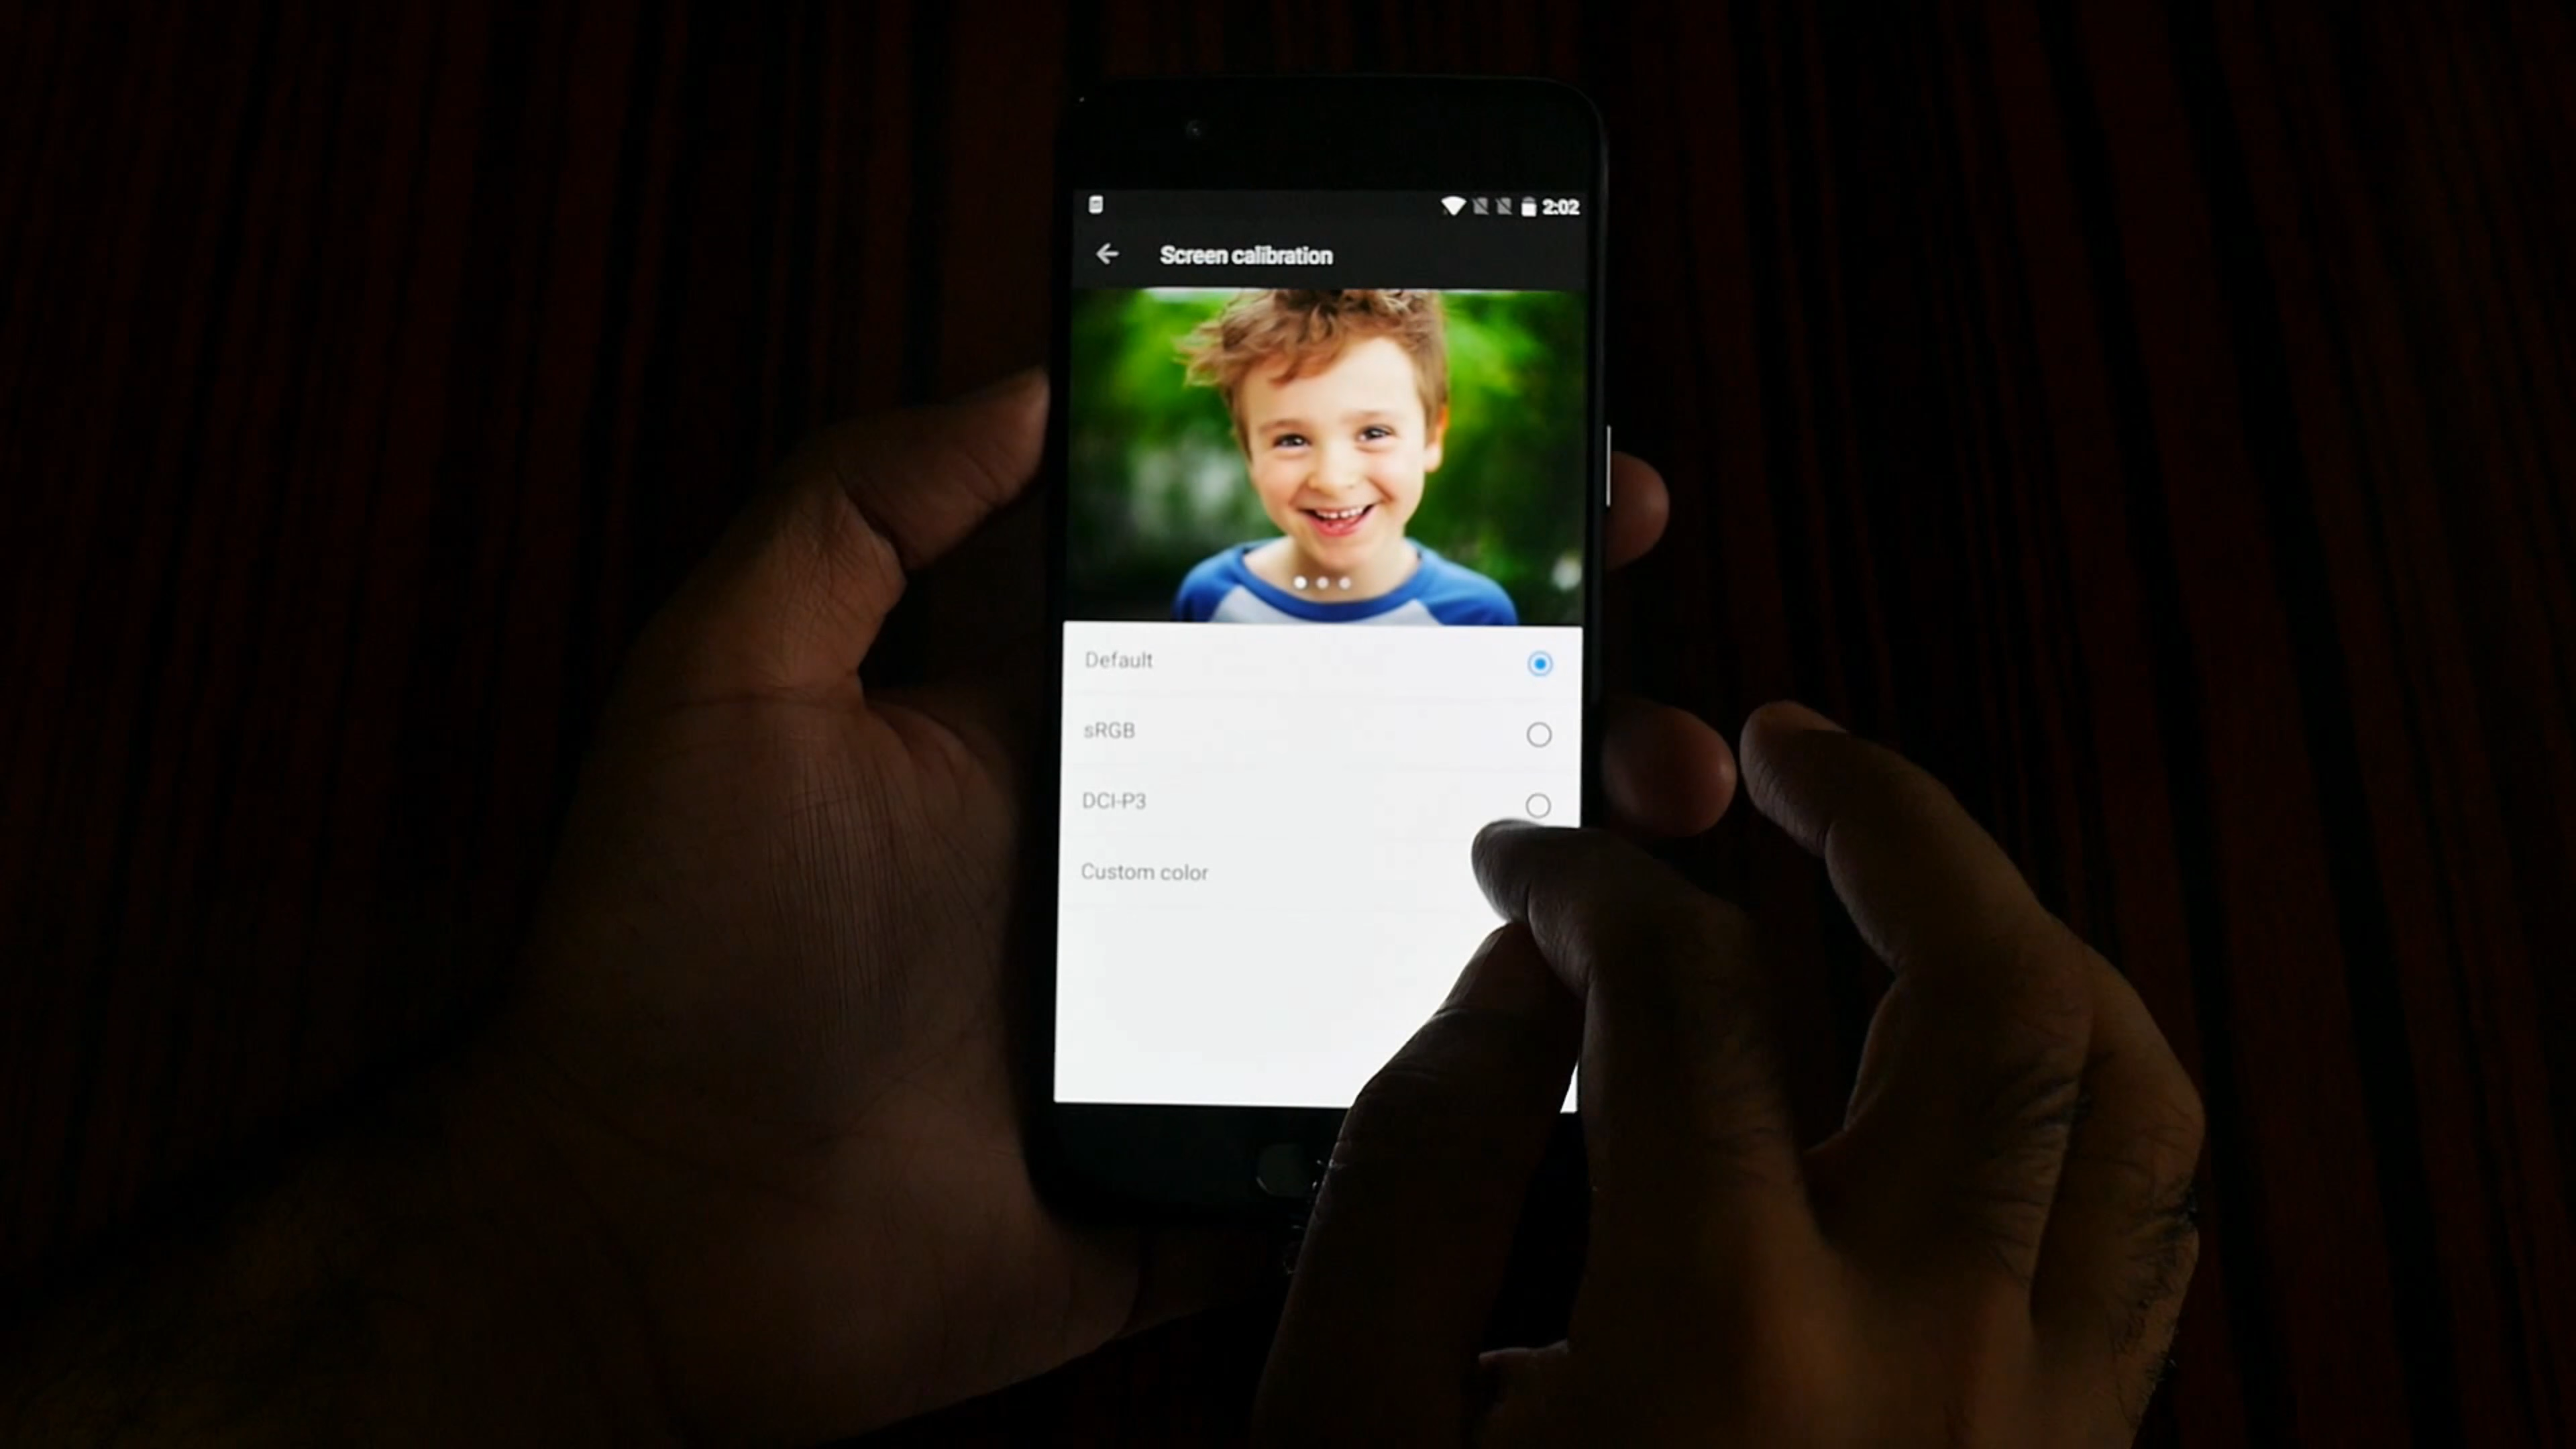 2:02
Screen calibration
Default
sRGB
DCI-P3
Custom color